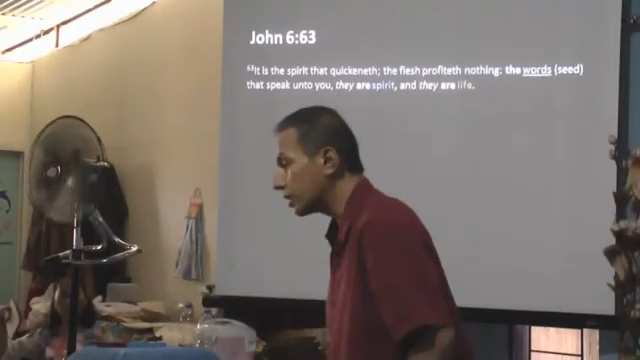 John 6:63
63It is the spirit that quickeneth; the flesh profiteth nothing: the words (seed)
that speak unto you, they are spirit, and they are life.